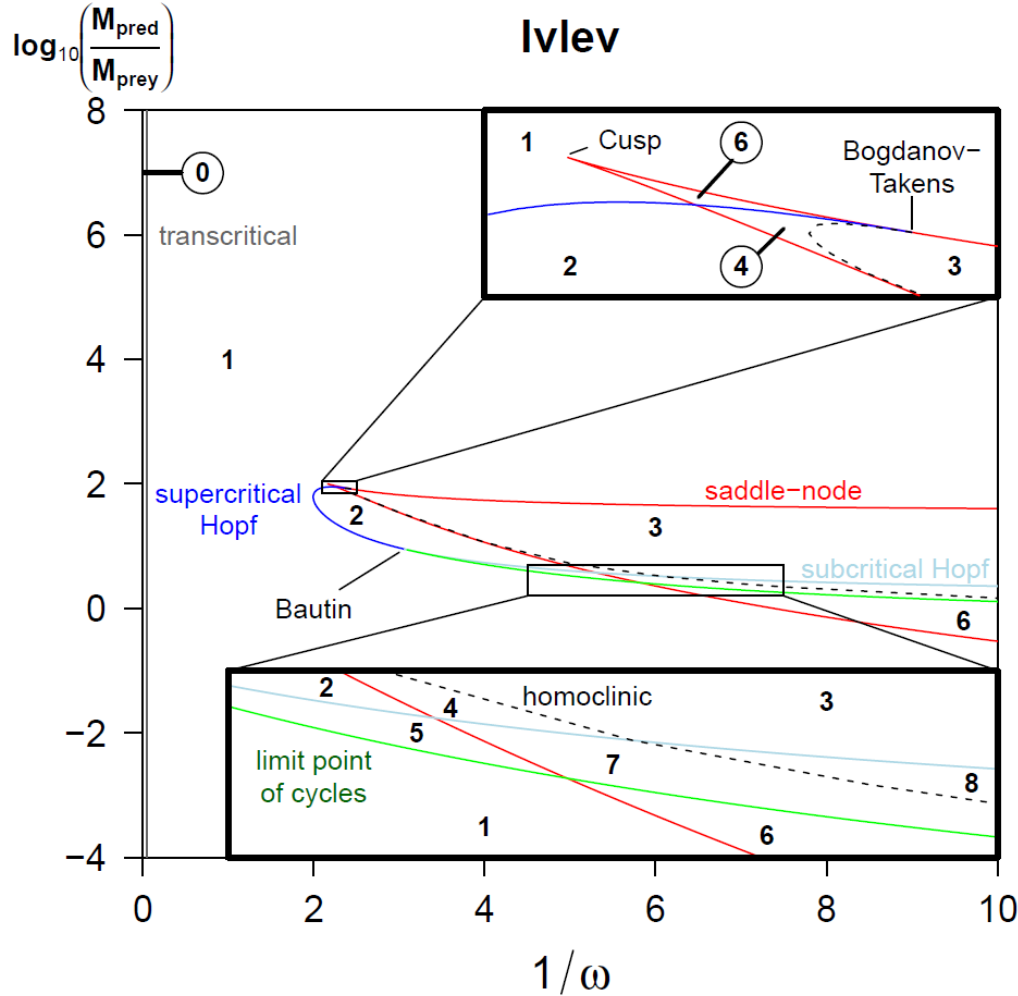 Ivlev
log₁₀(M_pred/M_prey)
8
6
4
2
0
−2
−4
0
transcritical
1
1
Cusp
6
Bogdanov−
Takens
2
4
3
supercritical
Hopf
2
saddle−node
3
Bautin
subcritical Hopf
6
2
4
homoclinic
3
5
limit point
of cycles
7
8
1
6
0
2
4
6
8
10
1/ω